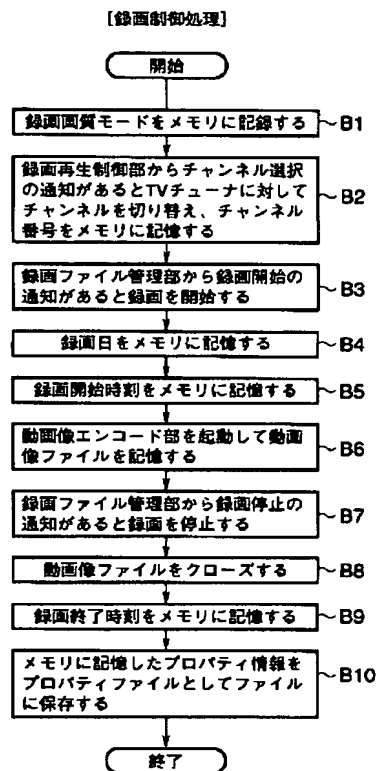 [録画制御処理]
開始
録画画質モードをメモリに記録する
B1
録画再生制御部からチャンネル選択
の通知があるとTVチューナに対して
チャンネルを切り替え、チャンネル
番号をメモリに記憶する
B2
録画ファイル管理部から録画開始の
通知があると録画を開始する
B3
録画日をメモリに記憶する
B4
録画開始時刻をメモリに記憶する
B5
動画像エンコード部を起動して動画
像ファイルを記憶する
B6
録画ファイル管理部から録画停止の
通知があると録画を停止する
B7
動画像ファイルをクローズする
B8
録画終了時刻をメモリに記憶する
B9
メモリに記憶したプロパティ情報を
プロパティファイルとしてファイル
に保存する
B10
終了